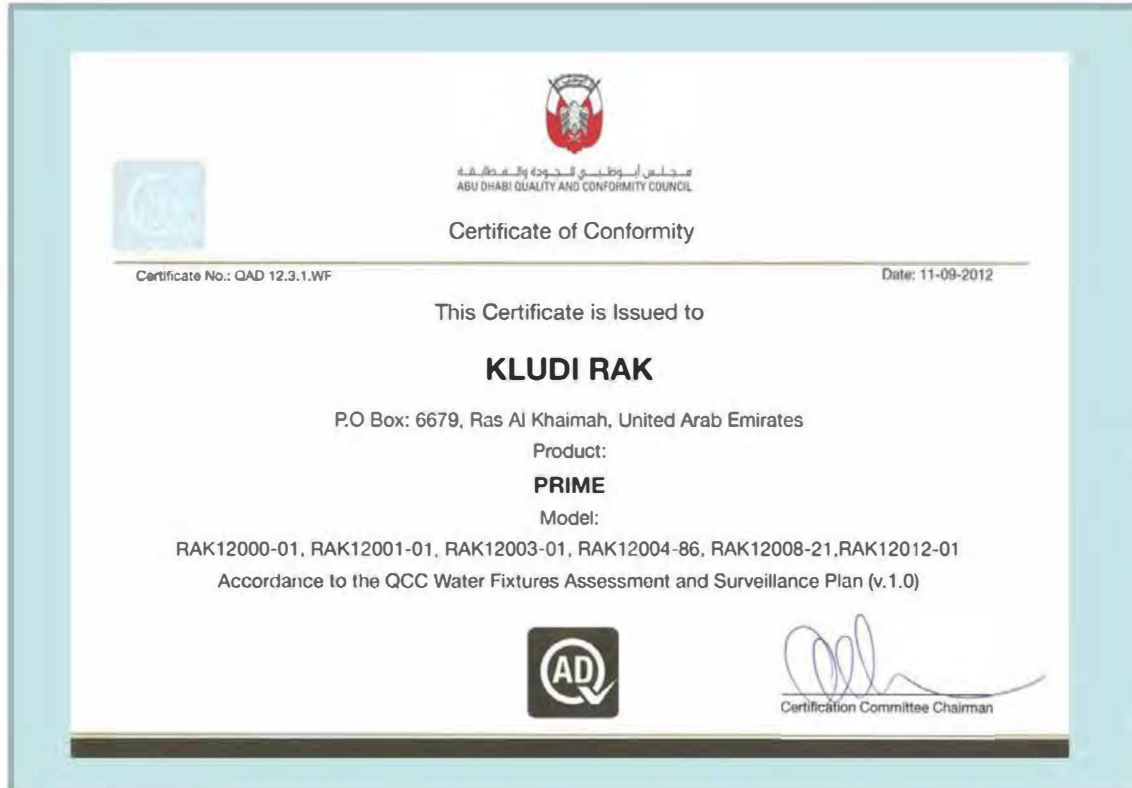 مجلس أبوظبي للجودة والمطابقة
ABU DHABI QUALITY AND CONFORMITY COUNCIL
Certificate of Conformity
Certificate No.: QAD 12.3.1.WF
Date: 11-09-2012
This Certificate is Issued to
KLUDI RAK
P.O Box: 6679, Ras Al Khaimah, United Arab Emirates
Product:
PRIME
Model:
RAK12000-01, RAK12001-01, RAK12003-01, RAK12004-86, RAK12008-21,RAK12012-01
Accordance to the QCC Water Fixtures Assessment and Surveillance Plan (v.1.0)
AD
Certification Committee Chairman